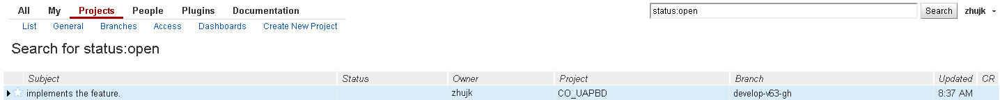 All My Projects People Plugins Documentation status:open Search zhujk
List General Branches Access Dashboards Create New Project
Search for status:open
Subject Status Owner Project Branch Updated CR
implements the feature. zhujk CO_UAPBD develop-v63-gh 8:37 AM